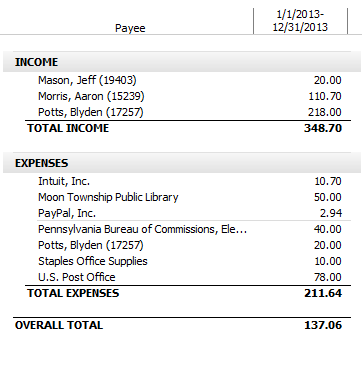 Payee
1/1/2013-
12/31/2013
INCOME
Mason, Jeff (19403) 20.00
Morris, Aaron (15239) 110.70
Potts, Blyden (17257) 218.00
TOTAL INCOME 348.70
EXPENSES
Intuit, Inc. 10.70
Moon Township Public Library 50.00
PayPal, Inc. 2.94
Pennsylvania Bureau of Commissions, Ele... 40.00
Potts, Blyden (17257) 20.00
Staples Office Supplies 10.00
U.S. Post Office 78.00
TOTAL EXPENSES 211.64
OVERALL TOTAL 137.06